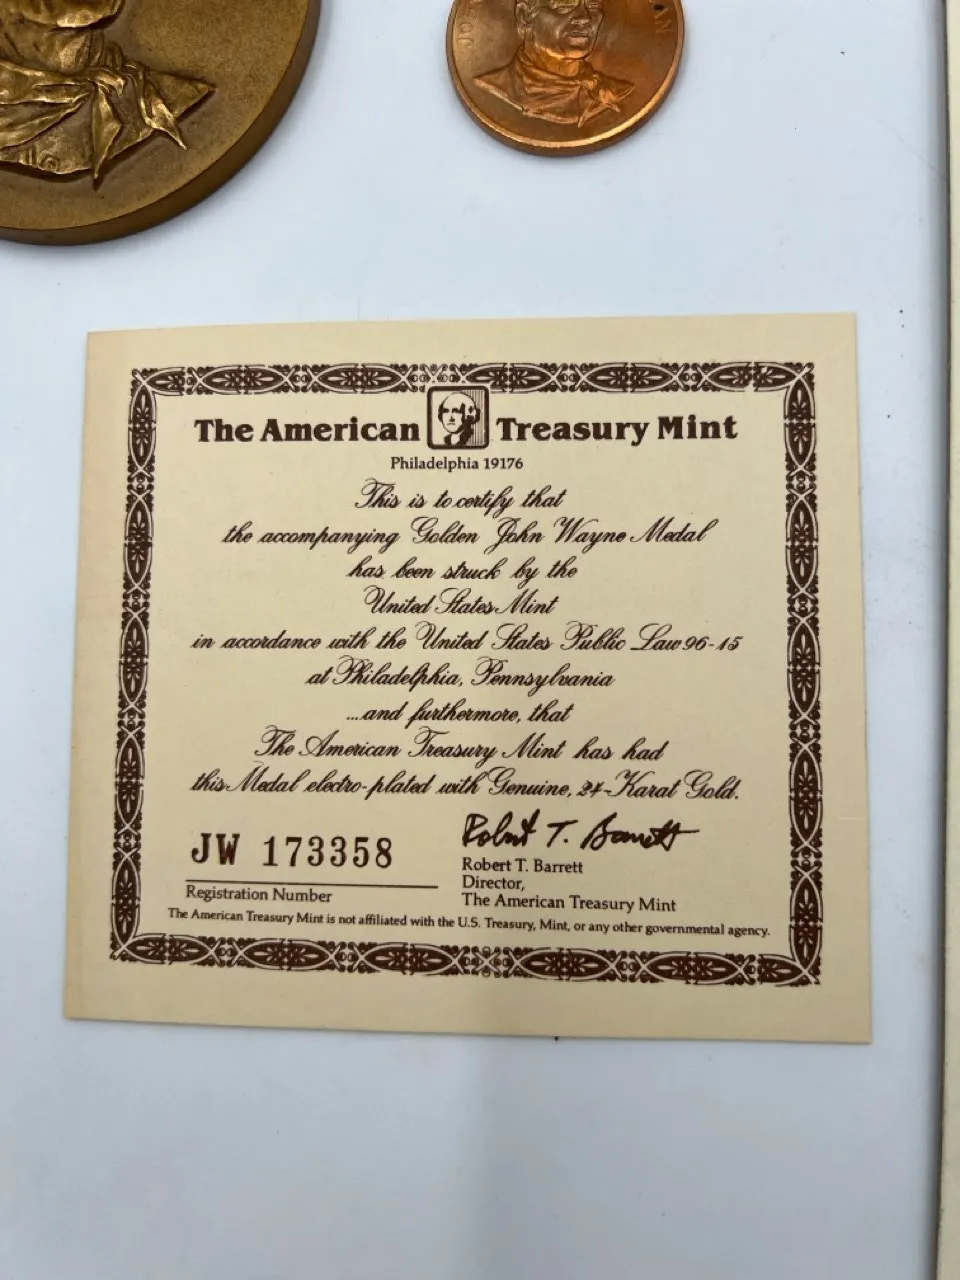 JO
AN
The American Treasury Mint
Philadelphia 19176
This is to certify that
the accompanying Golden John Wayne Medal
has been struck by the
United States Mint
in accordance with the United States Public Law 96-15
at Philadelphia, Pennsylvania
....and furthermore, that
The American Treasury Mint has had
this Medal electro-plated with Genuine, 24-Karat Gold.
JW 173358
Registration Number
Robert T. Barrett
Robert T. Barrett
Director,
The American Treasury Mint
The American Treasury Mint is not affiliated with the U.S. Treasury, Mint, or any other governmental agency.